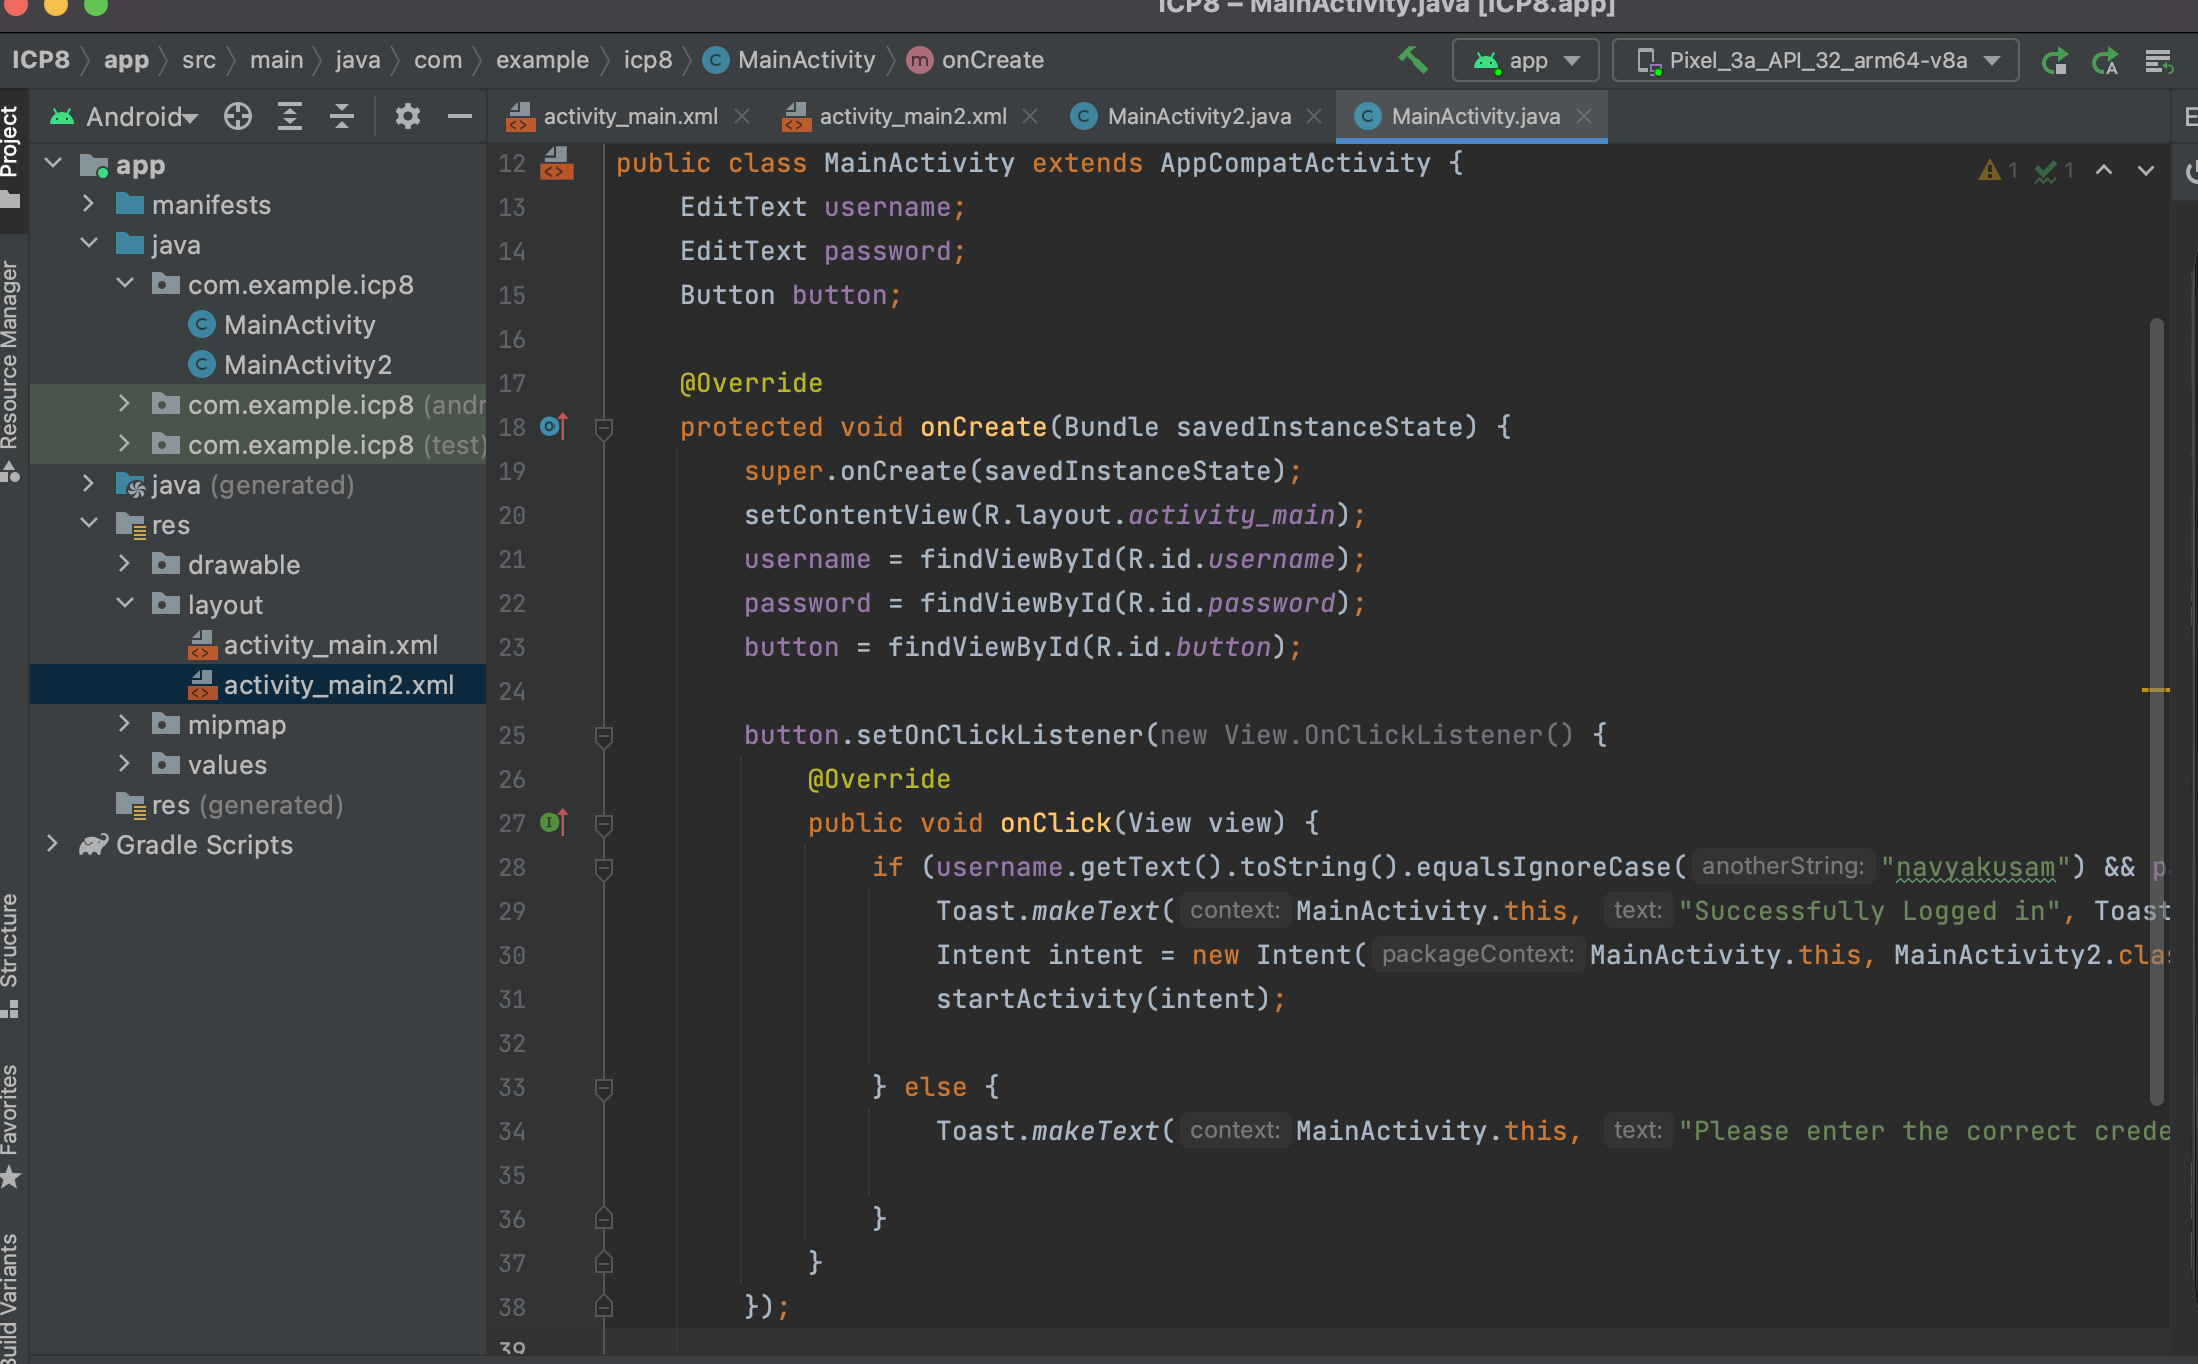 ICP8 – MainActivity.java [ICP8.app]
ICP8 app src main java com example icp8 MainActivity onCreate app Pixel_3a_API_32_arm64-v8a
Project
Resource Manager
Structure
Favorites
Build Variants
Android
app
manifests
java
com.example.icp8
MainActivity
MainActivity2
com.example.icp8 (andr
com.example.icp8 (test)
java (generated)
res
drawable
layout
activity_main.xml
activity_main2.xml
mipmap
values
res (generated)
Gradle Scripts
activity_main.xml activity_main2.xml MainActivity2.java MainActivity.java
1 1
12 public class MainActivity extends AppCompatActivity {
13 EditText username;
14 EditText password;
15 Button button;
16
17 @Override
18 protected void onCreate(Bundle savedInstanceState) {
19 super.onCreate(savedInstanceState);
20 setContentView(R.layout.activity_main);
21 username = findViewById(R.id.username);
22 password = findViewById(R.id.password);
23 button = findViewById(R.id.button);
24
25 button.setOnClickListener(new View.OnClickListener() {
26 @Override
27 public void onClick(View view) {
28 if (username.getText().toString().equalsIgnoreCase( anotherString: "navyakusam") && p
29 Toast.makeText( context: MainActivity.this, text: "Successfully Logged in", Toast
30 Intent intent = new Intent( packageContext: MainActivity.this, MainActivity2.clas
31 startActivity(intent);
32
33 } else {
34 Toast.makeText( context: MainActivity.this, text: "Please enter the correct crede
35
36 }
37 }
38 });
39